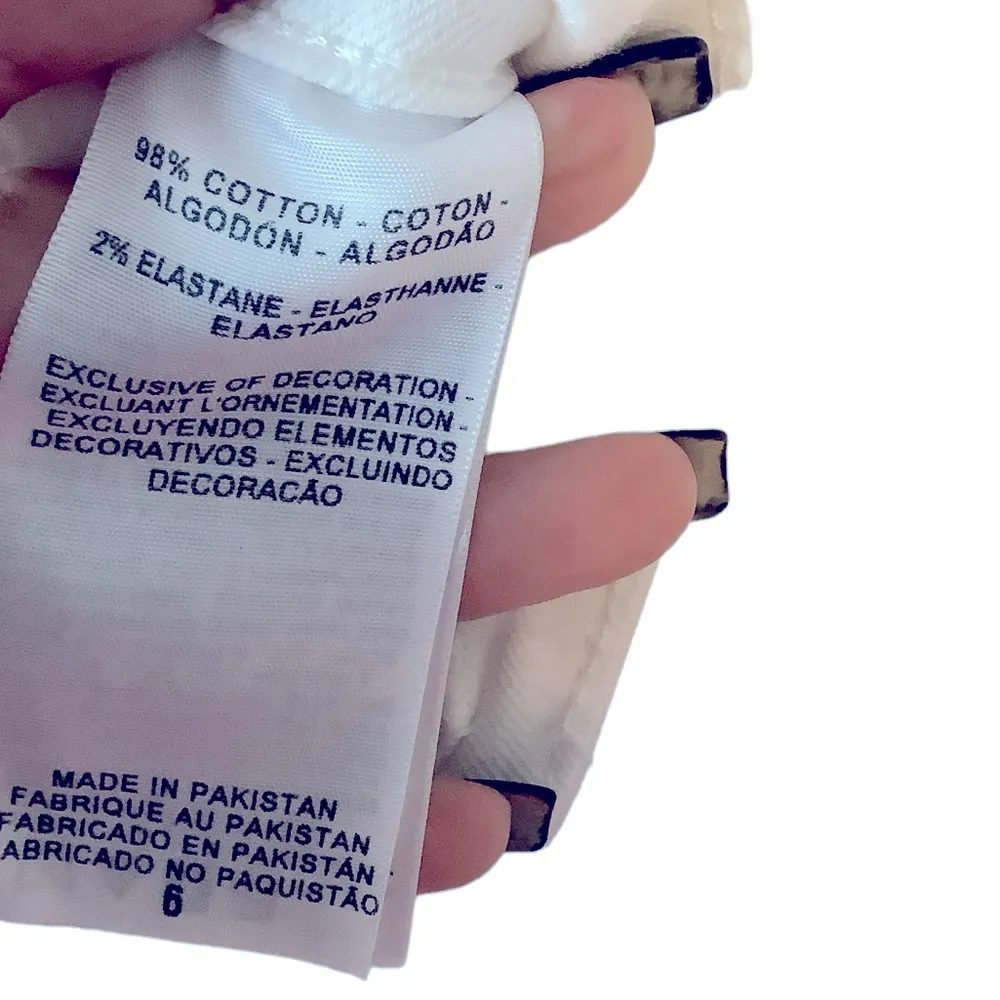 98% COTTON - COTON -
ALGODÓN - ALGODÃO
2% ELASTANE - ELASTHANNE -
ELASTANO
EXCLUSIVE OF DECORATION -
EXCLUANT L'ORNEMENTATION -
EXCLUYENDO ELEMENTOS
DECORATIVOS - EXCLUINDO
DECORACÃO
MADE IN PAKISTAN
FABRIQUE AU PAKISTAN
FABRICADO EN PAKISTÁN -
ABRICADO NO PAQUISTÃO
6